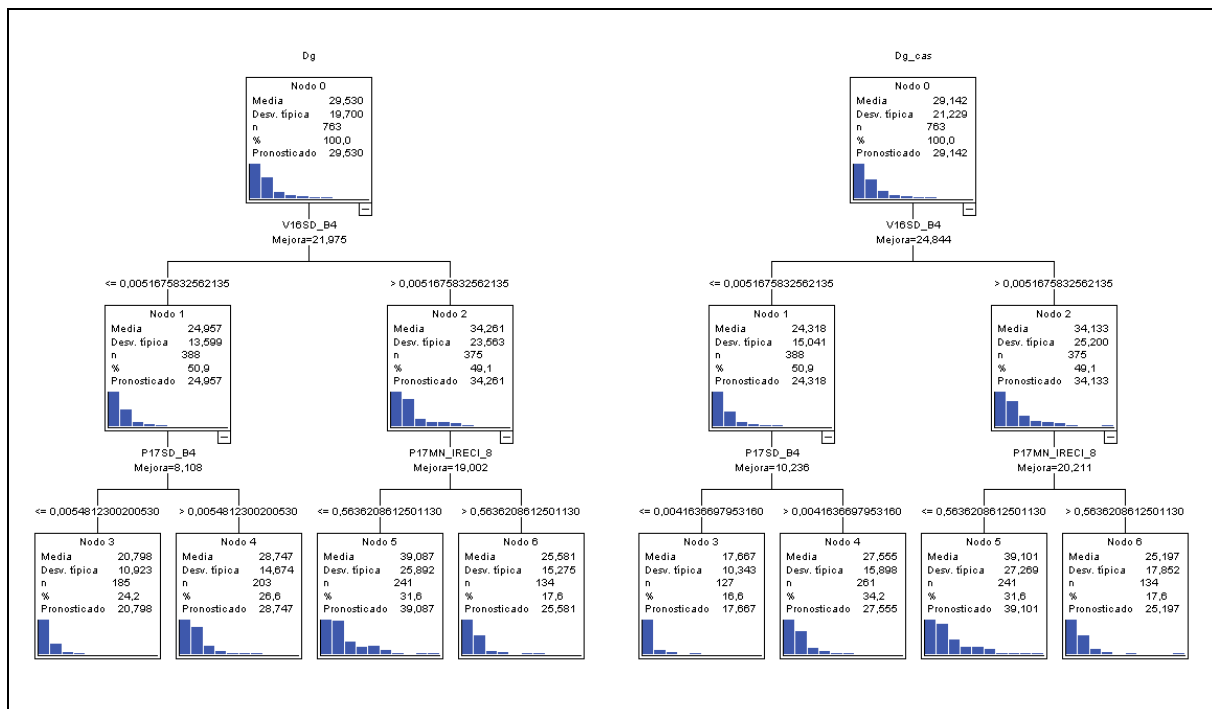 Dg
Nodo 0
Media 29,530
Desv. típica 19,700
n 763
% 100,0
Pronosticado 29,530
V16SD_B4
Mejora=21,975
<= 0,0051675832562135
> 0,0051675832562135
Nodo 1
Media 24,957
Desv. típica 13,599
n 388
% 50,9
Pronosticado 24,957
Nodo 2
Media 34,261
Desv. típica 23,563
n 375
% 49,1
Pronosticado 34,261
P17SD_B4
Mejora=8,108
P17MN_IRECI_8
Mejora=19,002
<= 0,0054812300200530
> 0,0054812300200530
<= 0,5636208612501130
> 0,5636208612501130
Nodo 3
Media 20,798
Desv. típica 10,923
n 185
% 24,2
Pronosticado 20,798
Nodo 4
Media 28,747
Desv. típica 14,674
n 203
% 26,6
Pronosticado 28,747
Nodo 5
Media 39,087
Desv. típica 25,892
n 241
% 31,6
Pronosticado 39,087
Nodo 6
Media 25,581
Desv. típica 15,275
n 134
% 17,6
Pronosticado 25,581
Dg_cas
Nodo 0
Media 29,142
Desv. típica 21,229
n 763
% 100,0
Pronosticado 29,142
V16SD_B4
Mejora=24,844
<= 0,0051675832562135
> 0,0051675832562135
Nodo 1
Media 24,318
Desv. típica 15,041
n 388
% 50,9
Pronosticado 24,318
Nodo 2
Media 34,133
Desv. típica 25,200
n 375
% 49,1
Pronosticado 34,133
P17SD_B4
Mejora=10,236
P17MN_IRECI_8
Mejora=20,211
<= 0,0041636697953160
> 0,0041636697953160
<= 0,5636208612501130
> 0,5636208612501130
Nodo 3
Media 17,667
Desv. típica 10,343
n 127
% 16,6
Pronosticado 17,667
Nodo 4
Media 27,555
Desv. típica 15,898
n 261
% 34,2
Pronosticado 27,555
Nodo 5
Media 39,101
Desv. típica 27,269
n 241
% 31,6
Pronosticado 39,101
Nodo 6
Media 25,197
Desv. típica 17,852
n 134
% 17,6
Pronosticado 25,197